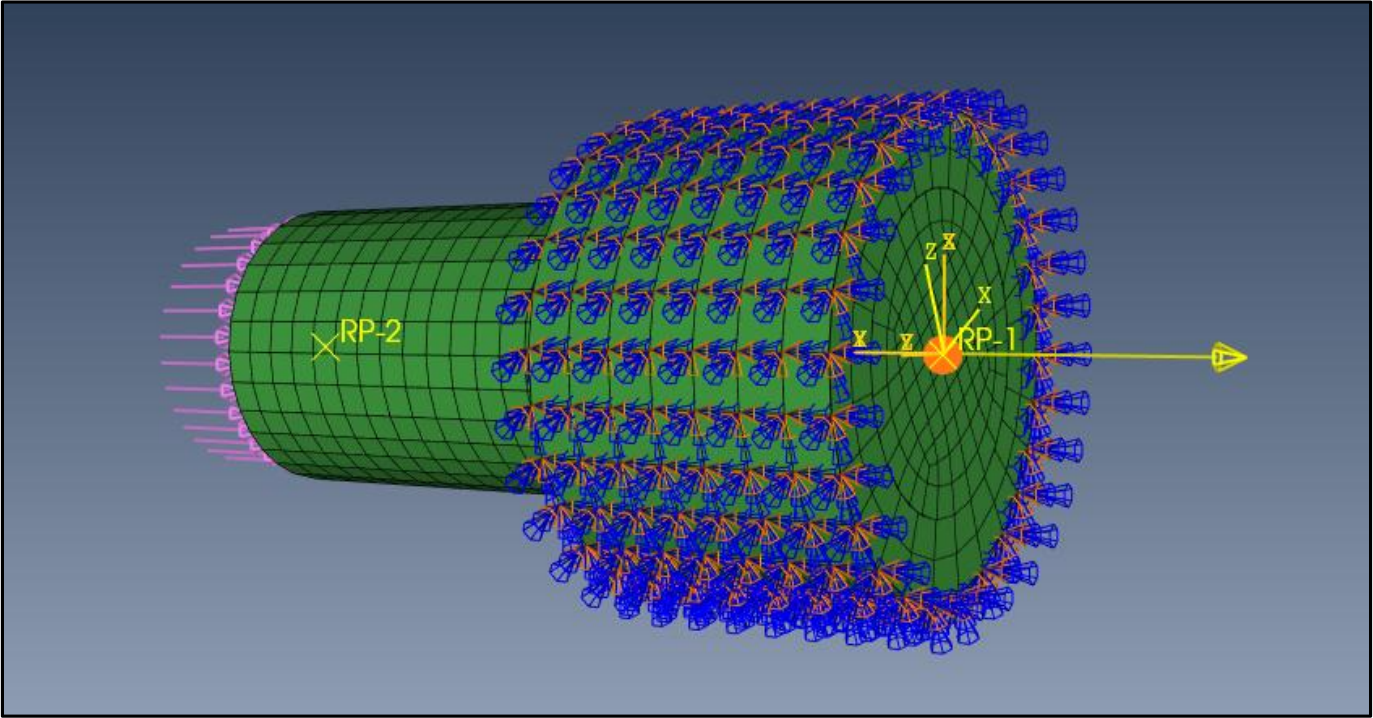 RP-2
Z X
X
X Z RP-1